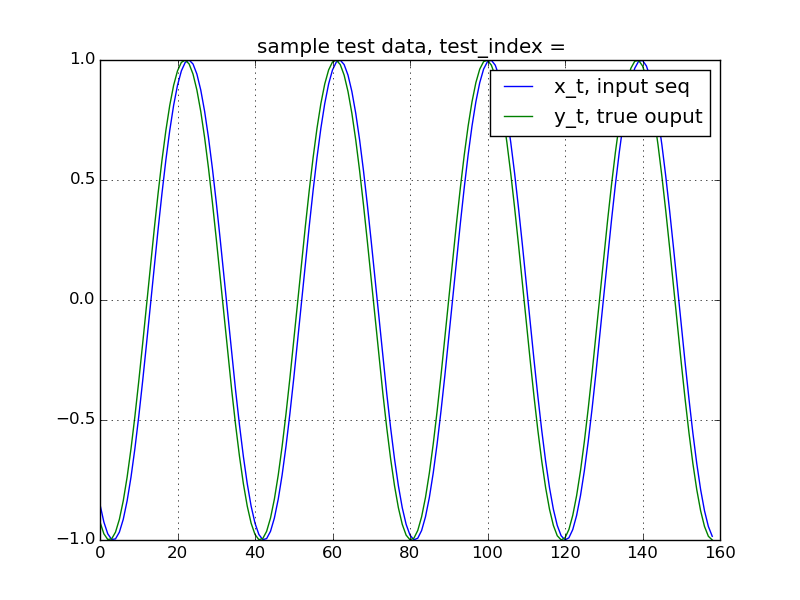 sample test data, test_index =
1.0
0.5
0.0
−0.5
−1.0
x_t, input seq
y_t, true ouput
0 20 40 60 80 100 120 140 160